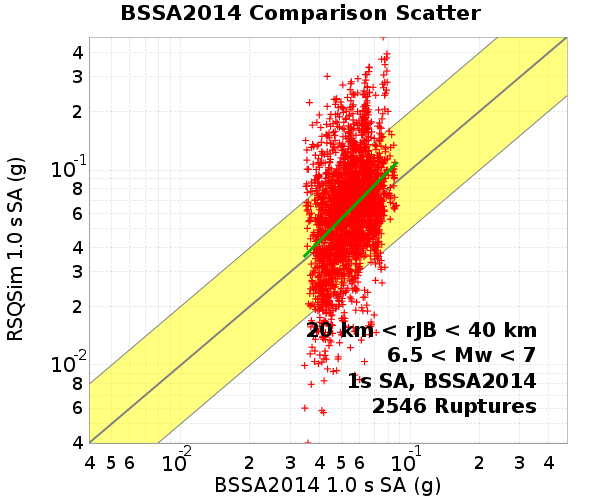 BSSA2014 Comparison Scatter
RSQSim 1.0 s SA (g)
4
3
2
10⁻¹
8
6
4
3
2
10⁻²
8
6
4
20 km < rJB < 40 km
6.5 < Mw < 7
1s SA, BSSA2014
2546 Ruptures
4 5 6 10⁻² 2 3 4 5 6 10⁻¹ 2 3 4
BSSA2014 1.0 s SA (g)